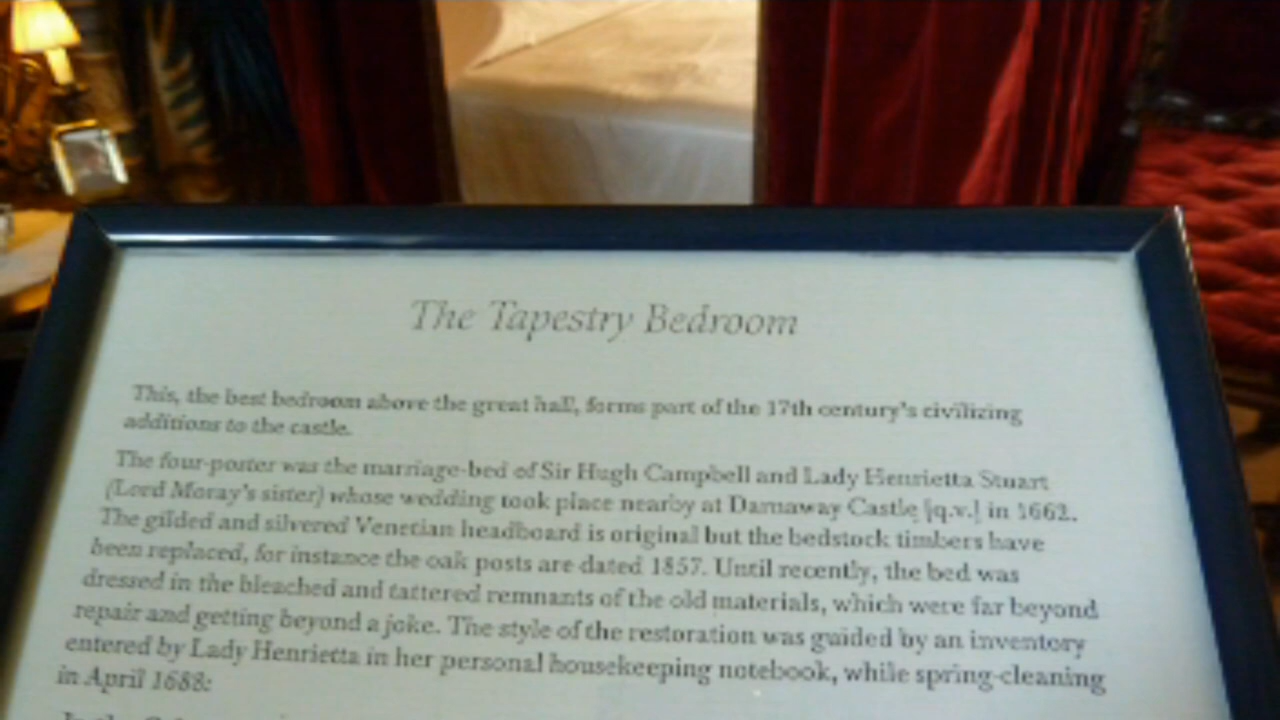 The Tapestry Bedroom
This, the best bedroom above the great hall, forms part of the 17th century's civilizing
additions to the castle.
The four-poster was the marriage-bed of Sir Hugh Campbell and Lady Henrietta Stuart
(Lord Moray's sister) whose wedding took place nearby at Darnaway Castle [q.v.] in 1662.
The gilded and silvered Venetian headboard is original but the bedstock timbers have
been replaced, for instance the oak posts are dated 1857. Until recently, the bed was
dressed in the bleached and tattered remnants of the old materials, which were far beyond
repair and getting beyond a joke. The style of the restoration was guided by an inventory
entered by Lady Henrietta in her personal housekeeping notebook, while spring-cleaning
in April 1688: